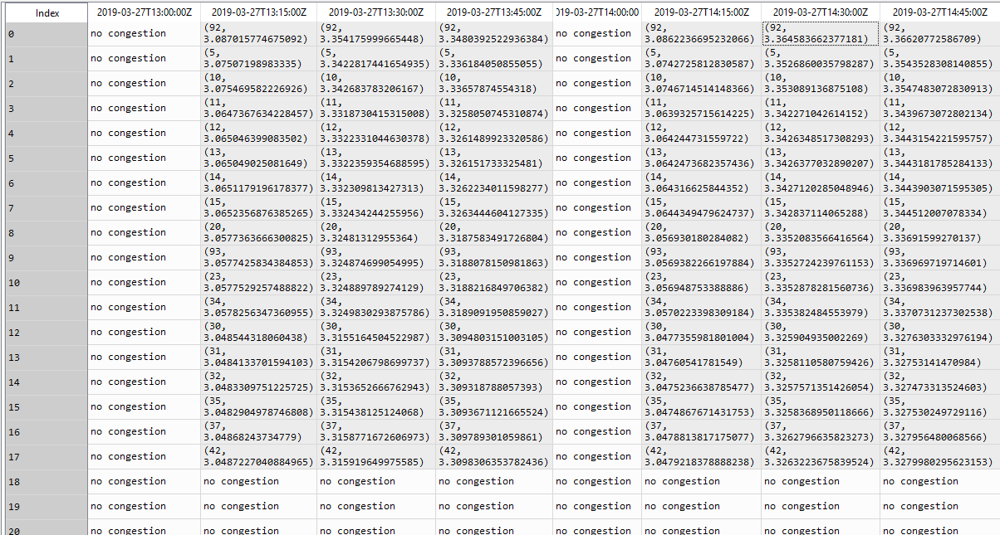 Index 2019-03-27T13:00:00Z 2019-03-27T13:15:00Z 2019-03-27T13:30:00Z 2019-03-27T13:45:00Z 2019-03-27T14:00:00 2019-03-27T14:15:00Z 2019-03-27T14:30:00Z 2019-03-27T14:45:00Z
0 no congestion (92, 3.087015774675092) (92, 3.354175999665448) (92, 3.3480392522936384) no congestion (92, 3.0862236695232066) (92, 3.364583662377181) (92, 3.36620772586709)
1 no congestion (5, 3.07507198983335) (5, 3.3422817441654935) (5, 3.336184050855055) no congestion (5, 3.0742725812830587) (5, 3.3526860035798287) (5, 3.3543528308140855)
2 no congestion (10, 3.075469582226926) (10, 3.342683783206167) (10, 3.33657874554318) no congestion (10, 3.0746714514148366) (10, 3.353089136875108) (10, 3.3547483072830913)
3 no congestion (11, 3.0647367634228457) (11, 3.3318730415315008) (11, 3.3258050745310874) no congestion (11, 3.0639325715614225) (11, 3.342271042614152) (11, 3.3439673072802134)
4 no congestion (12, 3.065046399083502) (12, 3.3322331044630378) (12, 3.3261489923320586) no congestion (12, 3.064244731559722) (12, 3.3426348517308293) (12, 3.3443154221595757)
5 no congestion (13, 3.065049025081649) (13, 3.3322359354688595) (13, 3.326151733325481) no congestion (13, 3.0642473682357436) (13, 3.3426377032890207) (13, 3.3443181785284133)
6 no congestion (14, 3.0651179196178377) (14, 3.332309813427313) (14, 3.3262234011598277) no congestion (14, 3.064316625844352) (14, 3.3427120285048946) (14, 3.3443903071595305)
7 no congestion (15, 3.0652356876385265) (15, 3.332434244255956) (15, 3.3263444604127335) no congestion (15, 3.0644349479624737) (15, 3.342837114065288) (15, 3.344512007078334)
8 no congestion (20, 3.0577363666300825) (20, 3.32481312955364) (20, 3.3187583491726804) no congestion (20, 3.056930180284082) (20, 3.3352083566416564) (20, 3.33691599270137)
9 no congestion (93, 3.0577425834384853) (93, 3.324874699054995) (93, 3.3188078150981863) no congestion (93, 3.0569382266197884) (93, 3.3352724239761153) (93, 3.336969719714601)
10 no congestion (23, 3.0577529257488822) (23, 3.324889789274129) (23, 3.3188216849706382) no congestion (23, 3.056948753388886) (23, 3.3352878281560736) (23, 3.336983963957744)
11 no congestion (34, 3.0578256347360955) (34, 3.3249830293875786) (34, 3.3189091950859027) no congestion (34, 3.0570223398309184) (34, 3.335382484553979) (34, 3.3370731237302538)
12 no congestion (30, 3.048544318060438) (30, 3.3155164504522987) (30, 3.3094803151003105) no congestion (30, 3.0477355981801004) (30, 3.325904935002269) (30, 3.3276303332976194)
13 no congestion (31, 3.0484133701594103) (31, 3.3154206798699737) (31, 3.3093788572396656) no congestion (31, 3.04760541781549) (31, 3.3258110580759426) (31, 3.32753141470984)
14 no congestion (32, 3.0483309751225725) (32, 3.3153652666762943) (32, 3.309318788057393) no congestion (32, 3.0475236638785477) (32, 3.3257571351426054) (32, 3.327473313524603)
15 no congestion (35, 3.0482904978746808) (35, 3.315438125124068) (35, 3.3093671121665524) no congestion (35, 3.0474867671431753) (35, 3.3258368950118666) (35, 3.327530249729116)
16 no congestion (37, 3.04868243734779) (37, 3.3158771672606973) (37, 3.309789301059861) no congestion (37, 3.0478813817175077) (37, 3.3262796635823273) (37, 3.327956480068566)
17 no congestion (42, 3.0487227040884965) (42, 3.315919649975585) (42, 3.3098306353782436) no congestion (42, 3.0479218378888238) (42, 3.3263223675839524) (42, 3.3279980295623153)
18 no congestion no congestion no congestion no congestion no congestion no congestion no congestion no congestion
19 no congestion no congestion no congestion no congestion no congestion no congestion no congestion no congestion
20 no congestion no congestion no congestion no congestion no congestion no congestion no congestion no congestion